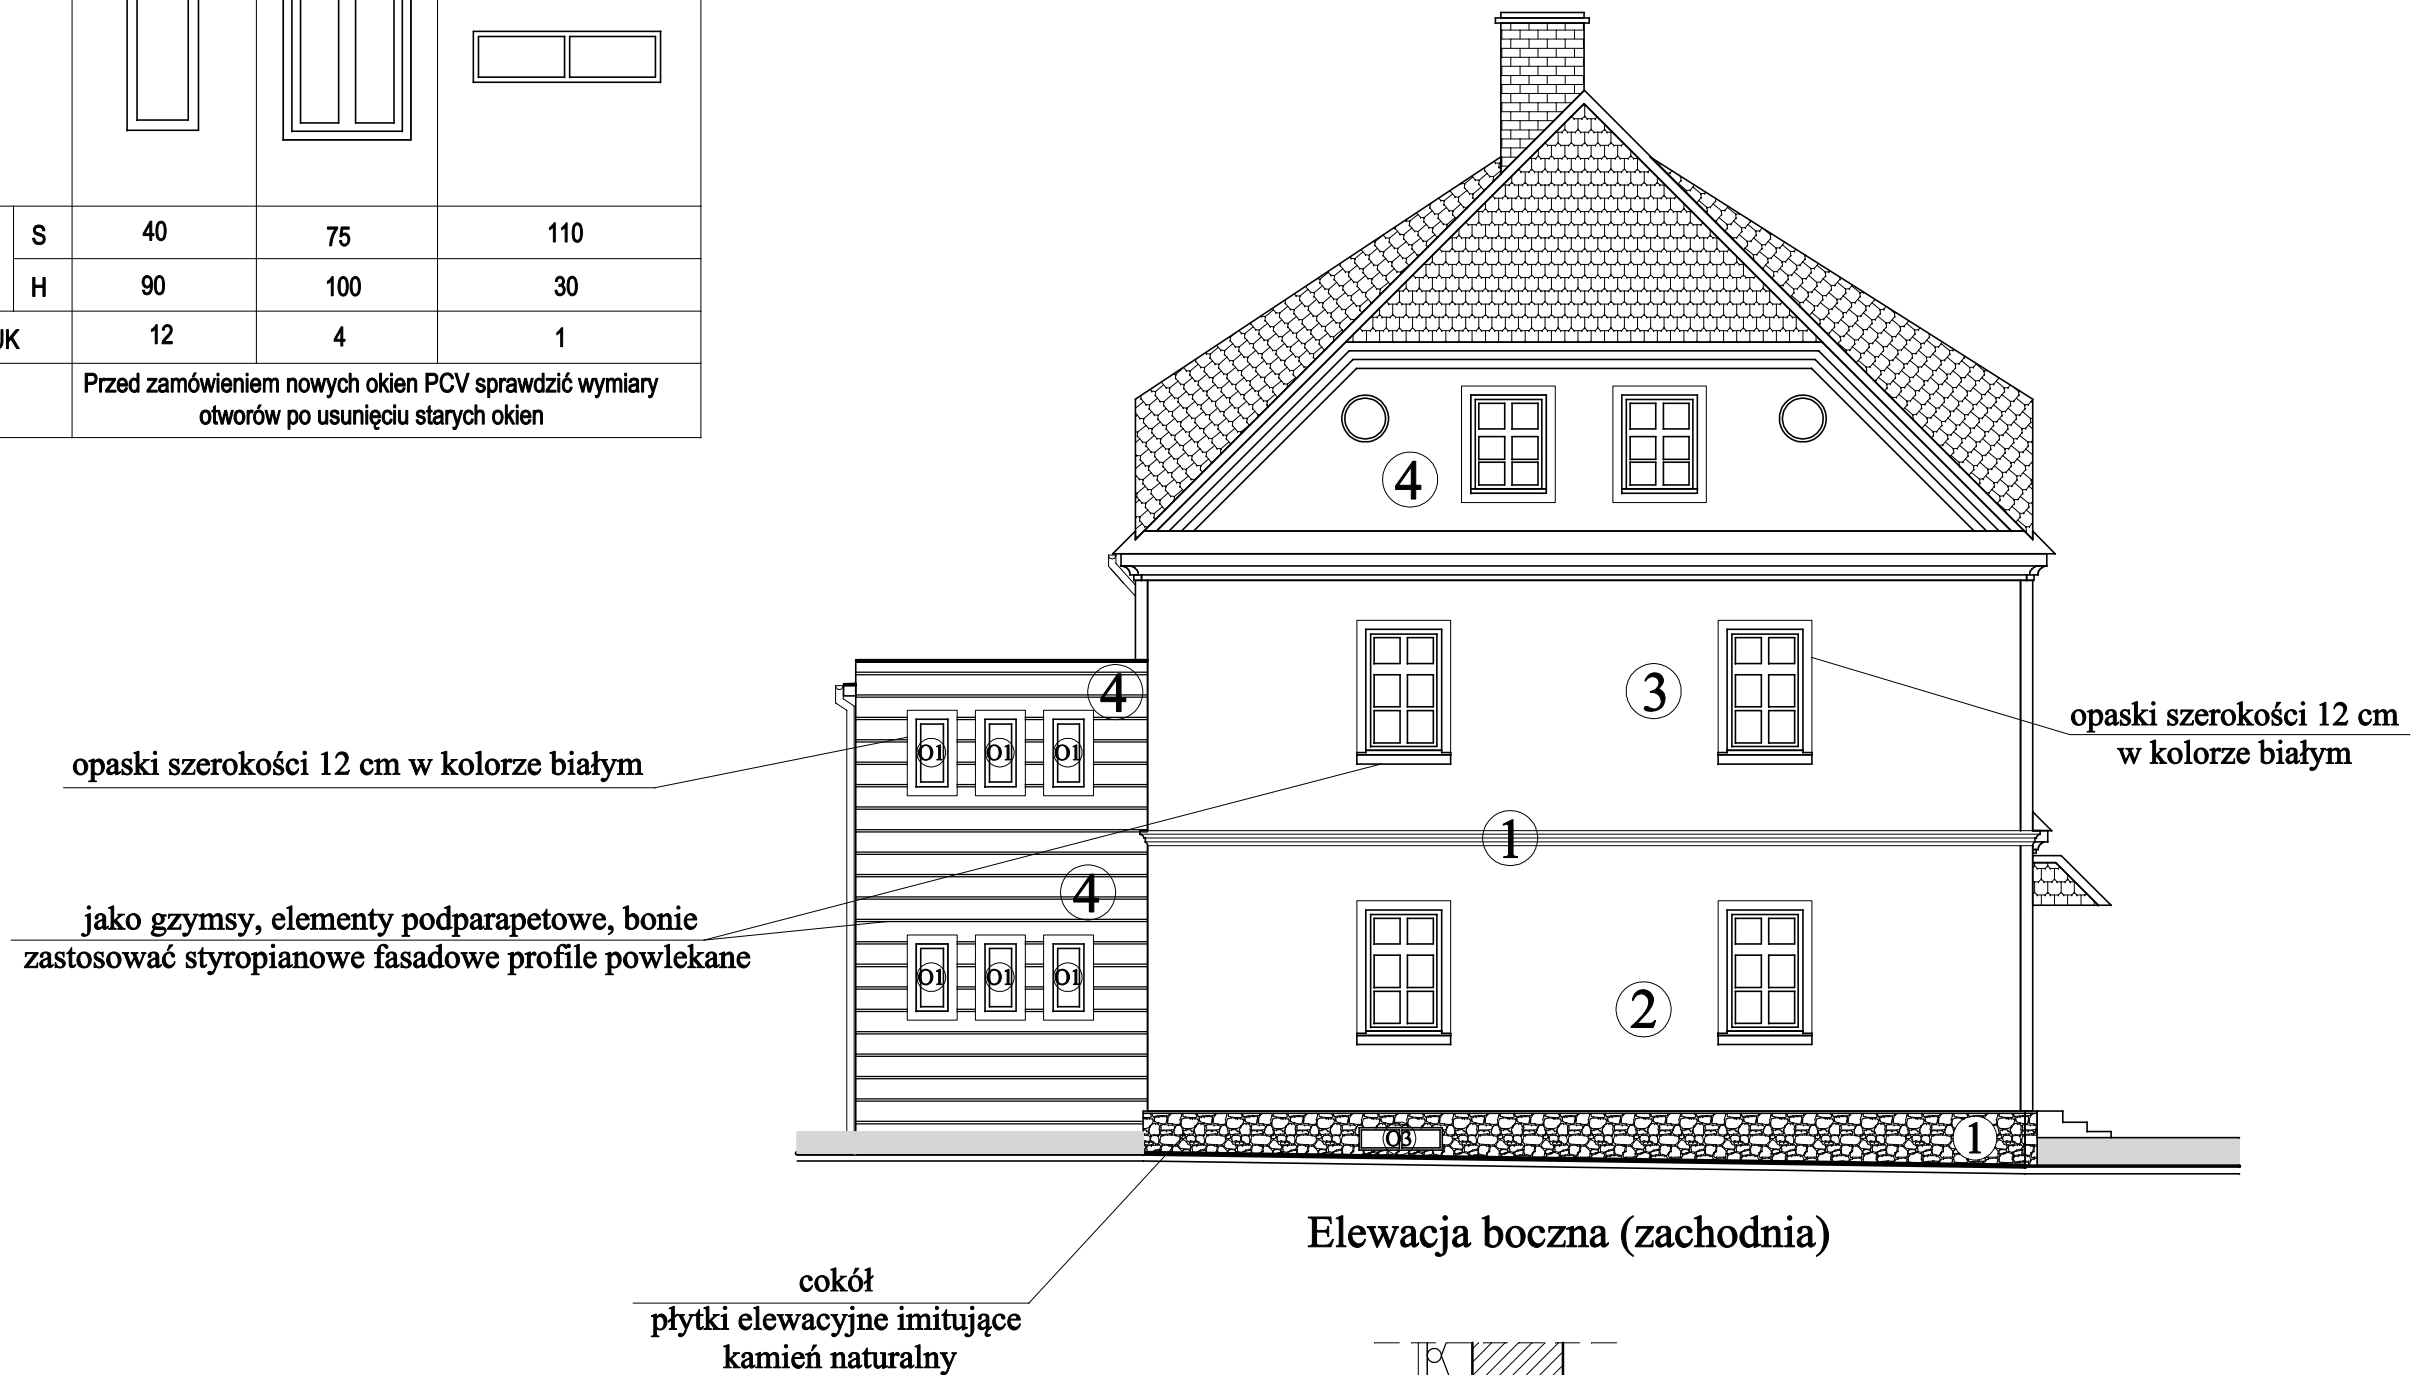 S 40 75 110
H 90 100 30
UK 12 4 1
Przed zamówieniem nowych okien PCV sprawdzić wymiary
otworów po usunięciu starych okien
4
4
3
opaski szerokości 12 cm
w kolorze białym
O1 O1 O1
opaski szerokości 12 cm w kolorze białym
1
4
jako gzymsy, elementy podparapetowe, bonie
zastosować styropianowe fasadowe profile powlekane
O1 O1 O1
2
O3
1
Elewacja boczna (zachodnia)
cokół
płytki elewacyjne imitujące
kamień naturalny